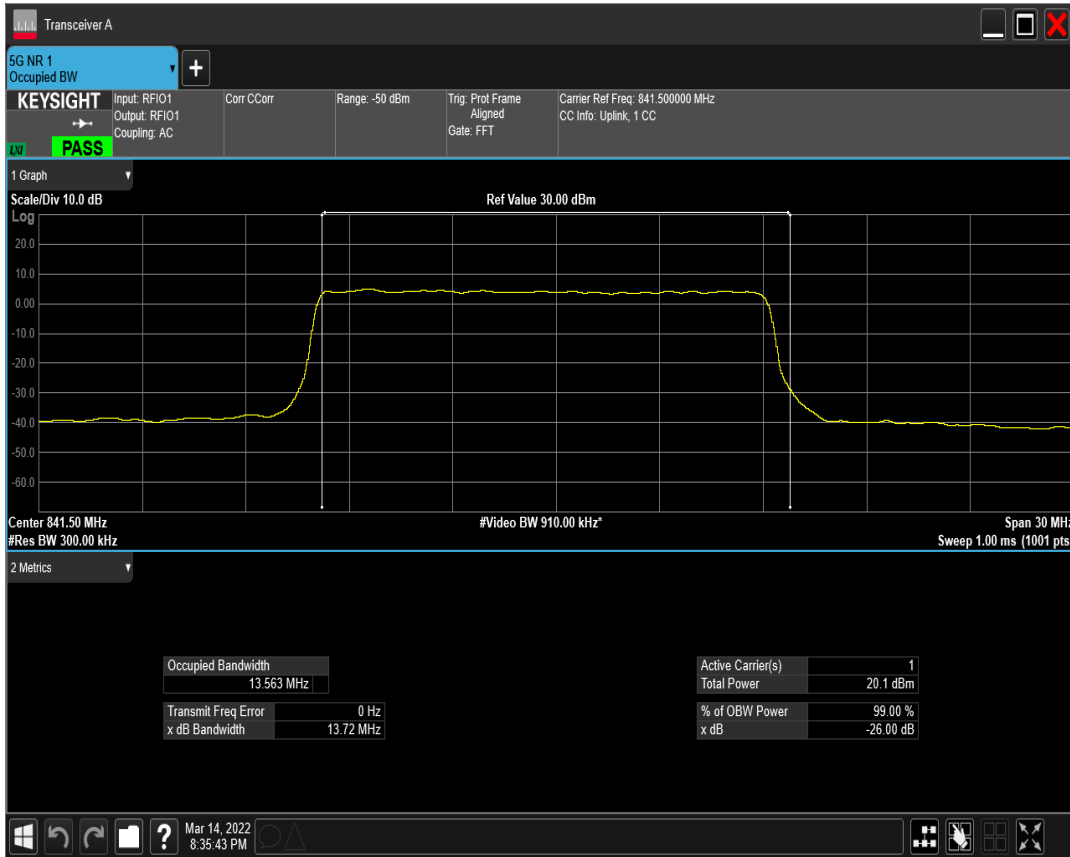 Transceiver A
5G NR 1
Occupied BW
KEYSIGHT
LXI
PASS
Input: RFIO1
Output: RFIO1
Coupling: AC
Corr CCorr
Range: -50 dBm
Trig: Prot Frame
Aligned
Gate: FFT
Carrier Ref Freq: 841.500000 MHz
CC Info: Uplink, 1 CC
1 Graph
Scale/Div 10.0 dB
Ref Value 30.00 dBm
Log
20.0
10.0
0.00
-10.0
-20.0
-30.0
-40.0
-50.0
-60.0
Center 841.50 MHz
#Video BW 910.00 kHz*
Span 30 MHz
#Res BW 300.00 kHz
Sweep 1.00 ms (1001 pts
2 Metrics
Occupied Bandwidth
13.563 MHz
Transmit Freq Error 0 Hz
x dB Bandwidth 13.72 MHz
Active Carrier(s) 1
Total Power 20.1 dBm
% of OBW Power 99.00 %
x dB -26.00 dB
?
Mar 14, 2022
8:35:43 PM